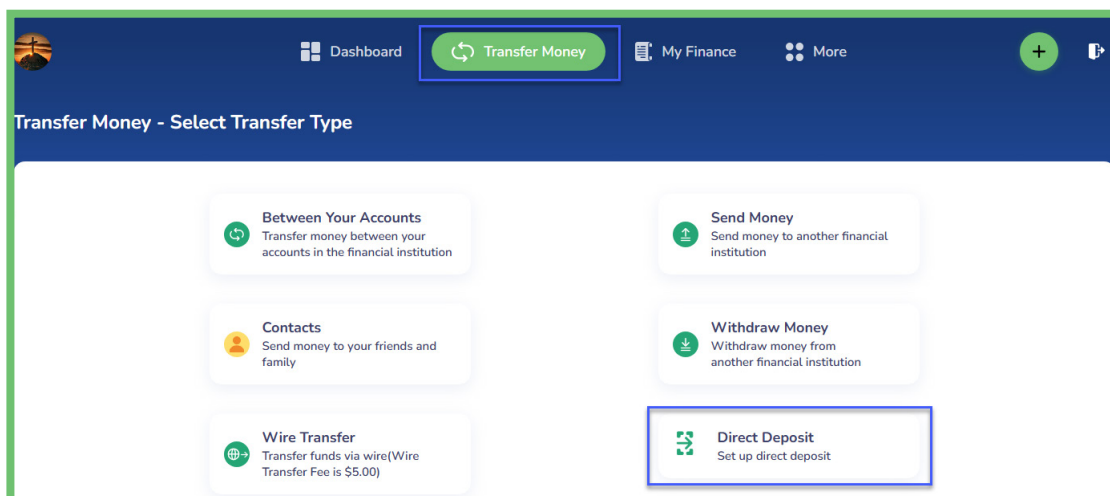 Dashboard
Transfer Money
My Finance
More
Transfer Money - Select Transfer Type
Between Your Accounts
Transfer money between your
accounts in the financial institution
Send Money
Send money to another financial
institution
Contacts
Send money to your friends and
family
Withdraw Money
Withdraw money from
another financial institution
Wire Transfer
Transfer funds via wire(Wire
Transfer Fee is $5.00)
Direct Deposit
Set up direct deposit